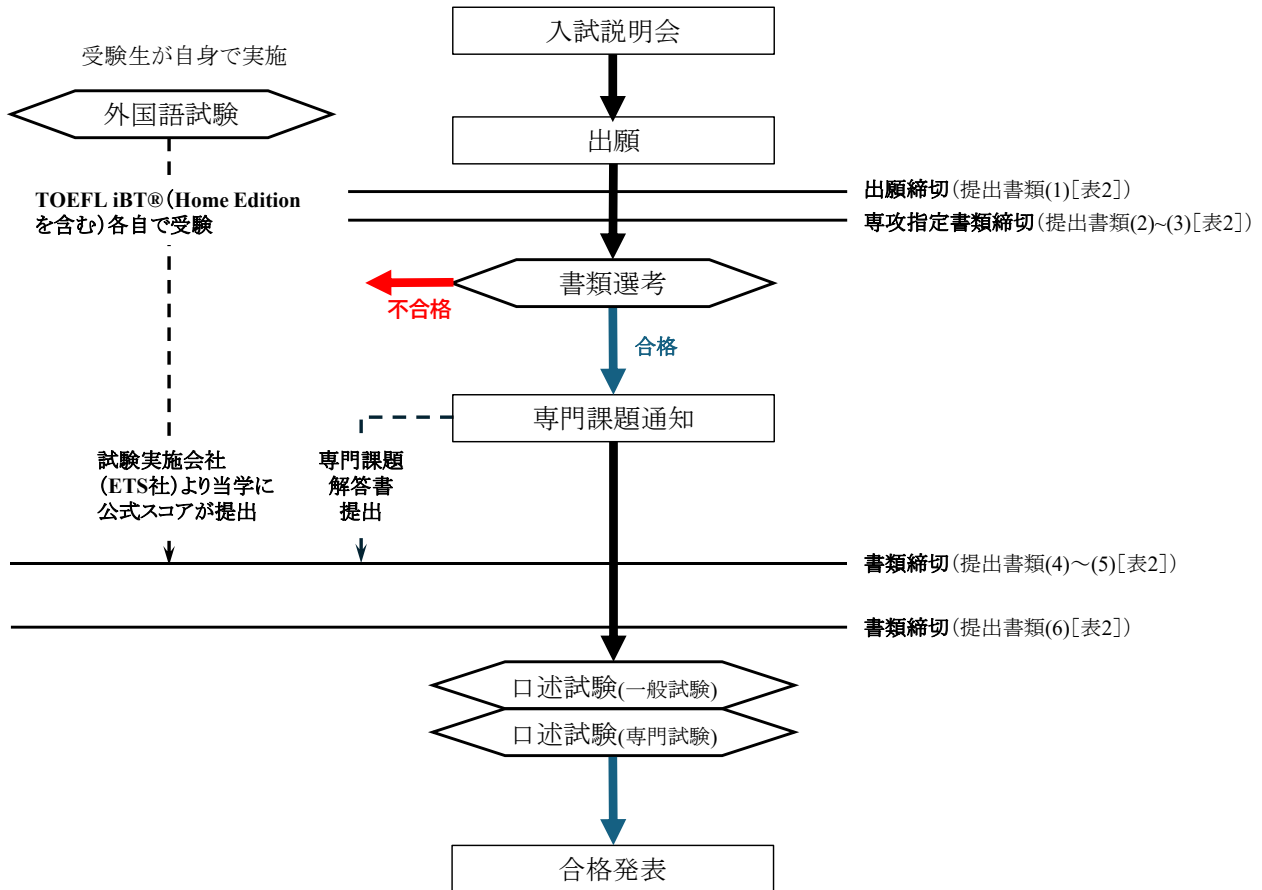 入試説明会
受験生が自身で実施
外国語試験
出願
TOEFL iBT®（Home Edition
を含む）各自で受験
出願締切（提出書類(1)［表2］）
専攻指定書類締切（提出書類(2)~(3)［表2］）
書類選考
不合格
合格
専門課題通知
試験実施会社
（ETS社）より当学に
公式スコアが提出
専門課題
解答書
提出
書類締切（提出書類(4)～(5)［表2］）
書類締切（提出書類(6)［表2］）
口述試験(一般試験)
口述試験(専門試験)
合格発表